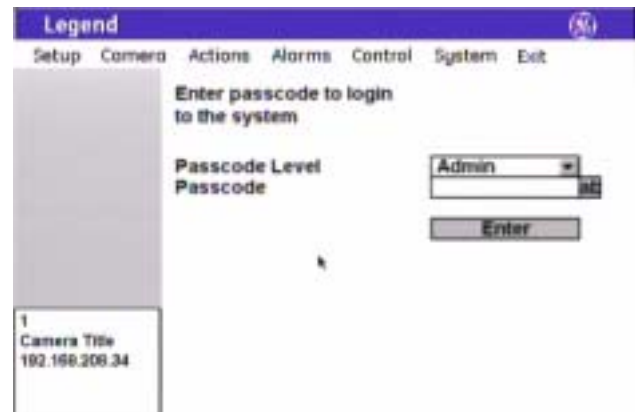 Legend
Setup Camera Actions Alarms Control System Exit
Enter passcode to login
to the system
Passcode Level Admin
Passcode ab
Enter
1
Camera Title
192.168.208.34